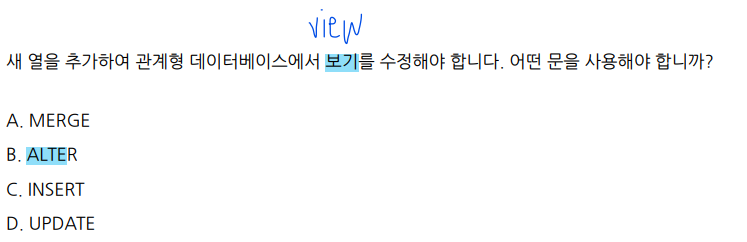 view
새 열을 추가하여 관계형 데이터베이스에서 보기를 수정해야 합니다. 어떤 문을 사용해야 합니까?
A. MERGE
B. ALTER
C. INSERT
D. UPDATE